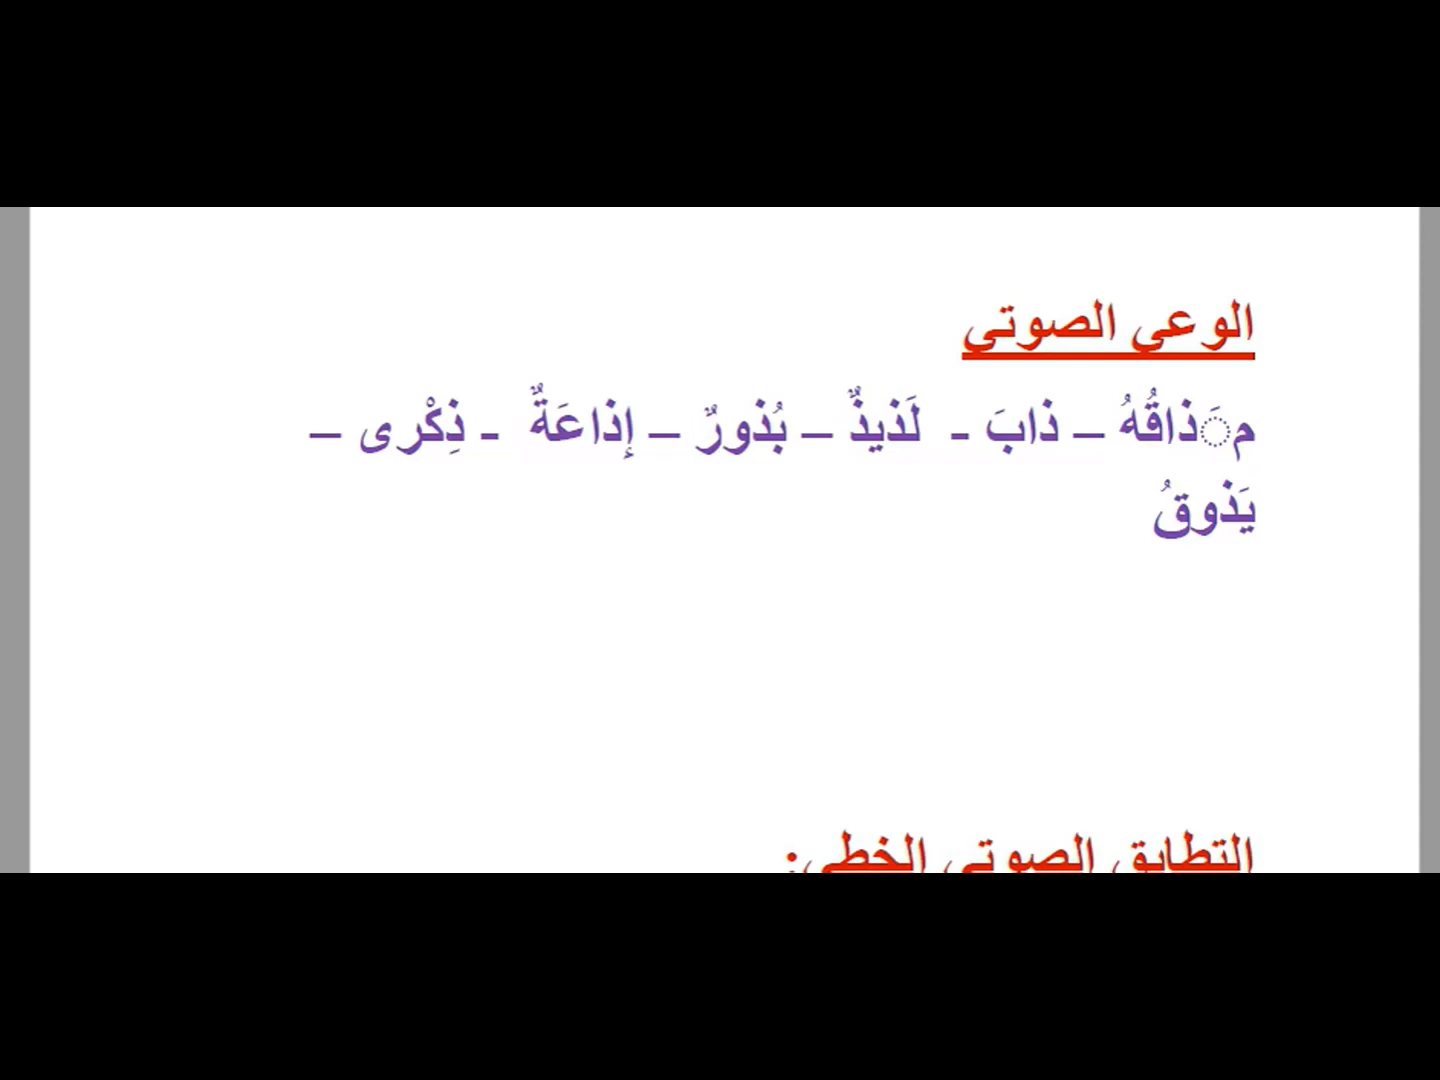 الوعي الصوتي
مَذاقُهُ – ذابَ - لَذيذٌ – بُذورٌ – إذاعَةٌ - ذِكْرى –
يَذوقُ
التطابق الصوتي الخطي: